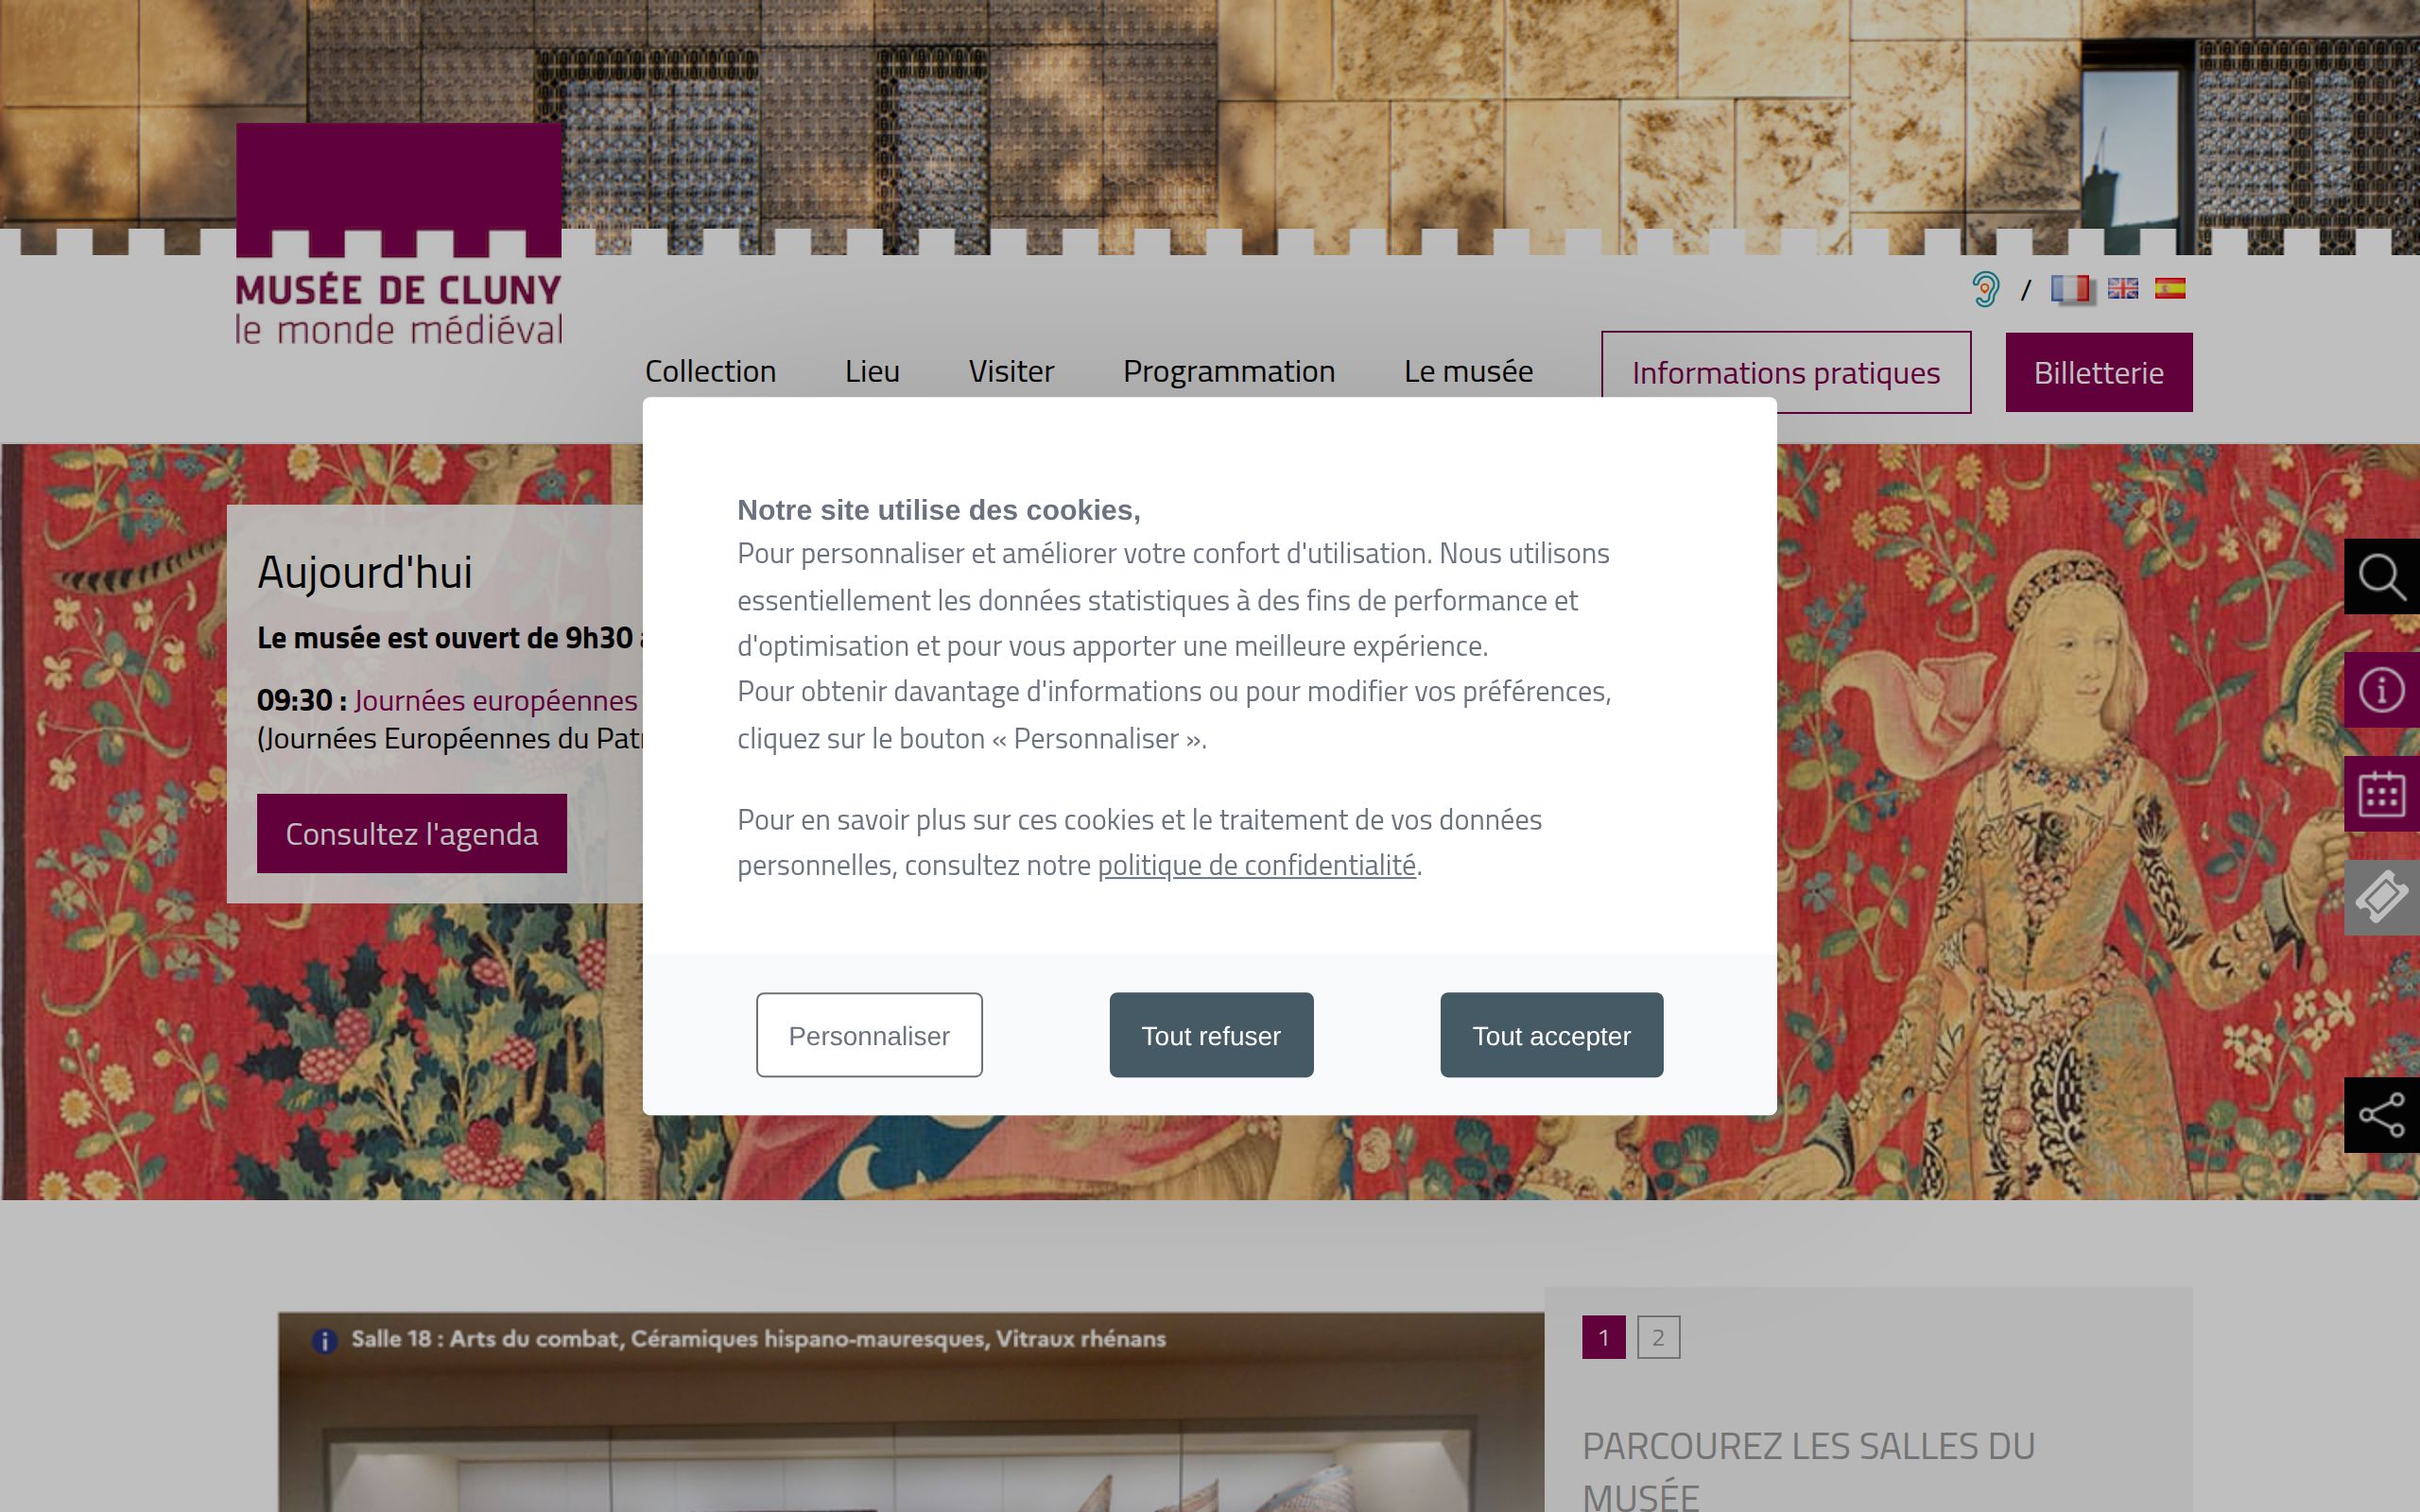 MUSÉE DE CLUNY
le monde médiéval
/
Collection Lieu Visiter Programmation Le musée Informations pratiques Billetterie
Aujourd'hui
Le musée est ouvert de 9h30
09:30 : Journées européennes
(Journées Européennes du
Consultez l'agenda
Notre site utilise des cookies,
Pour personnaliser et améliorer votre confort d'utilisation. Nous utilisons
essentiellement les données statistiques à des fins de performance et
d'optimisation et pour vous apporter une meilleure expérience.
Pour obtenir davantage d'informations ou pour modifier vos préférences,
cliquez sur le bouton « Personnaliser ».
Pour en savoir plus sur ces cookies et le traitement de vos données
personnelles, consultez notre politique de confidentialité.
Personnaliser Tout refuser Tout accepter
i Salle 18 : Arts du combat, Céramiques hispano-mauresques, Vitraux rhénans
1 2
PARCOUREZ LES SALLES DU
MUSÉE